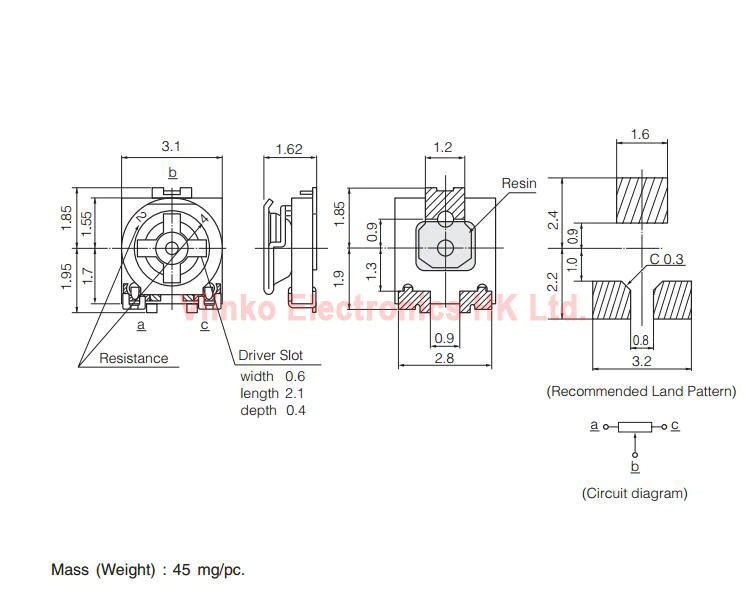 3.1
1.62
1.2
1.6
b
Resin
1.85
1.55
2
4
1.85
0.9
2.4
0.9
1.95
1.7
1.9
1.3
2.2
1.0
C 0.3
Vinko Electronics HK Ltd.
a
c
0.9
0.8
Resistance
Driver Slot
2.8
3.2
width 0.6
length 2.1
depth 0.4
(Recommended Land Pattern)
a
c
b
(Circuit diagram)
Mass (Weight) : 45 mg/pc.